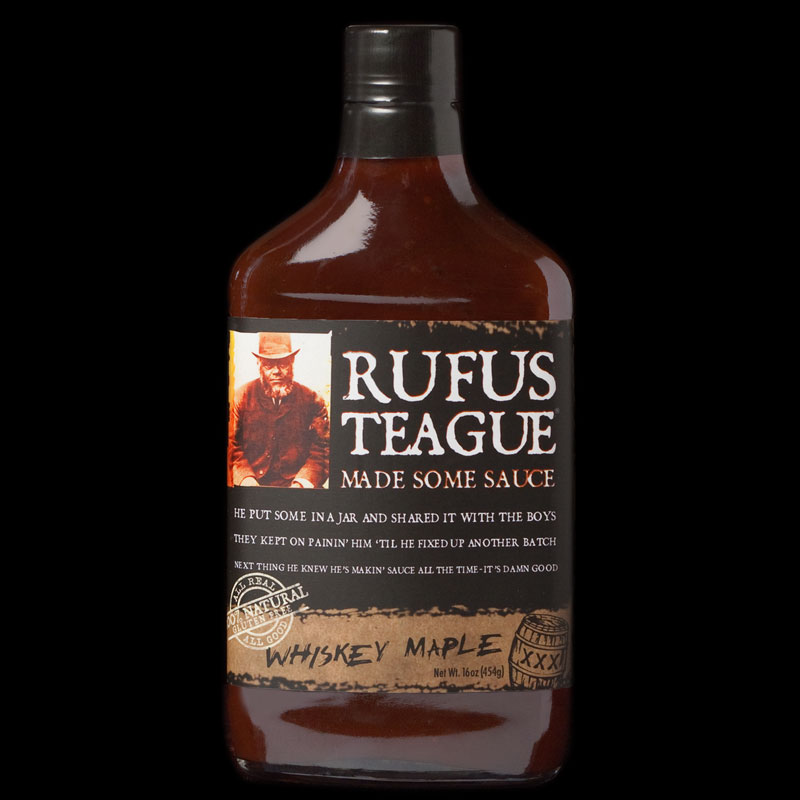 RUFUS
TEAGUE
MADE SOME SAUCE
HE PUT SOME IN A JAR AND SHARED IT WITH THE BOYS
THEY KEPT ON PAININ' HIM 'TIL HE FIXED UP ANOTHER BATCH
NEXT THING HE KNEW HE'S MAKIN' SAUCE ALL THE TIME-IT'S DAMN GOOD
ALL REAL
100% NATURAL
GLUTEN FREE
ALL GOOD
WHISKEY MAPLE
XXX
Net Wt. 16oz (454g)